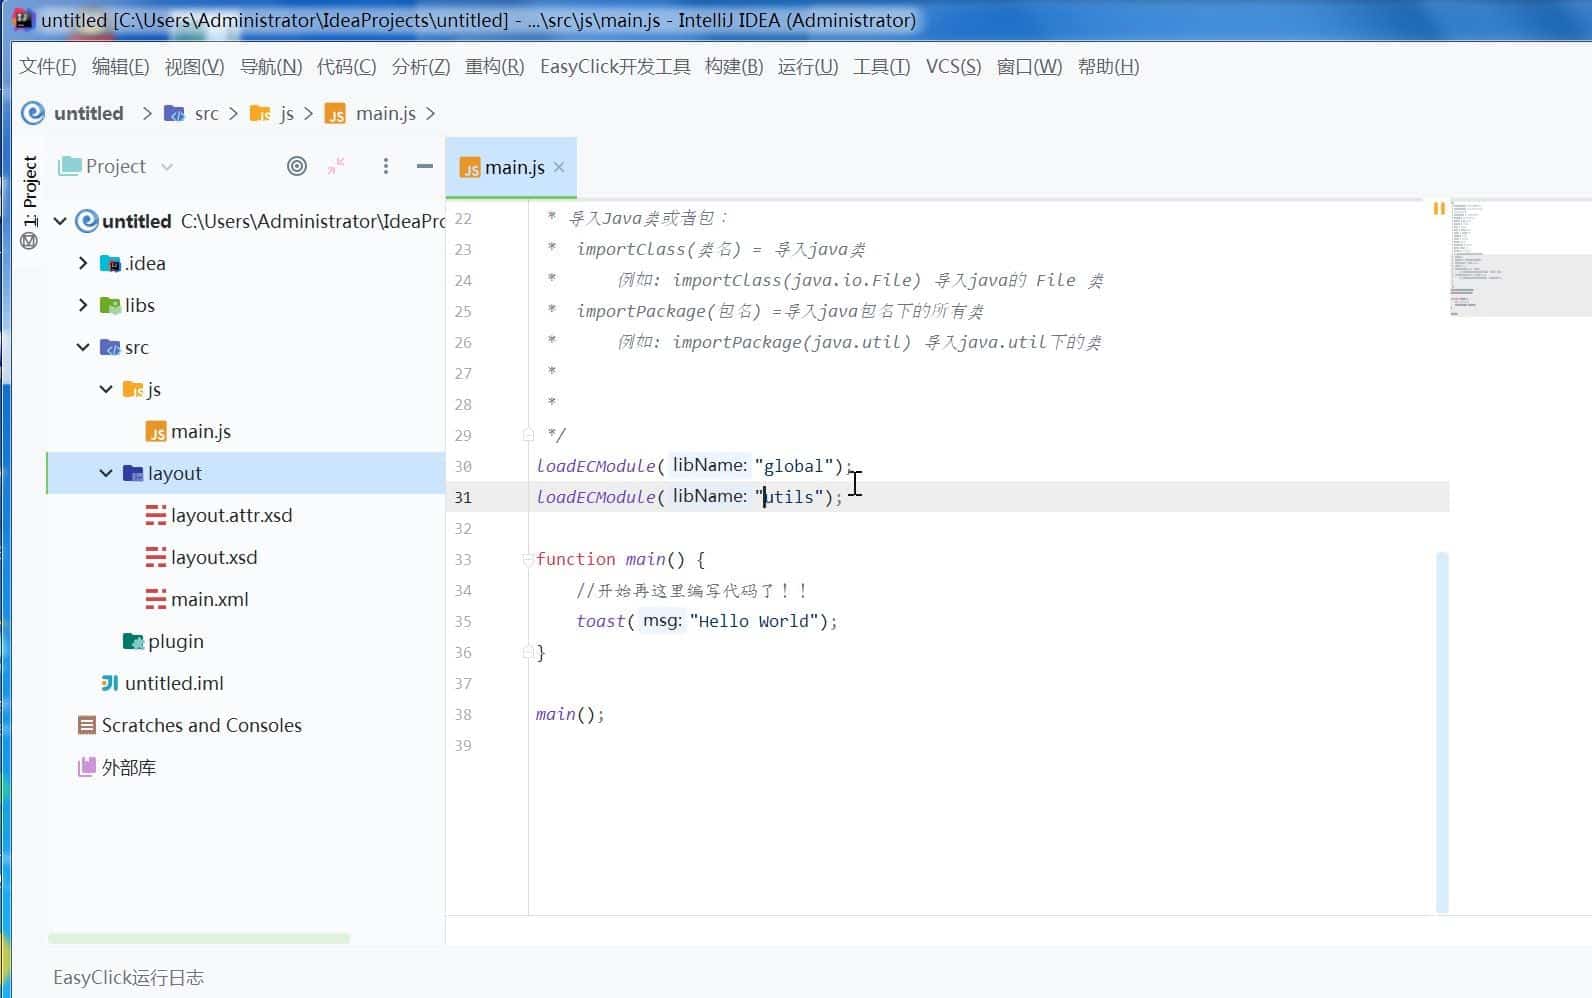 untitled [C:\Users\Administrator\IdeaProjects\untitled] - ...\src\js\main.js - IntelliJ IDEA (Administrator)
文件(F) 编辑(E) 视图(V) 导航(N) 代码(C) 分析(Z) 重构(R) EasyClick开发工具 构建(B) 运行(U) 工具(T) VCS(S) 窗口(W) 帮助(H)
untitled > src > js > main.js >
1: Project
Project
untitled C:\Users\Administrator\IdeaPro
.idea
libs
src
js
main.js
layout
layout.attr.xsd
layout.xsd
main.xml
plugin
untitled.iml
Scratches and Consoles
外部库
main.js
22 * 导入Java类或者包：
23 * importClass(类名) = 导入java类
24 * 例如: importClass(java.io.File) 导入java的 File 类
25 * importPackage(包名) =导入java包名下的所有类
26 * 例如: importPackage(java.util) 导入java.util下的类
27 *
28 *
29 */
30 loadECModule( libName: "global");
31 loadECModule( libName: "utils");
32
33 function main() {
34 //开始再这里编写代码了！！
35 toast( msg: "Hello World");
36 }
37
38 main();
39
EasyClick运行日志